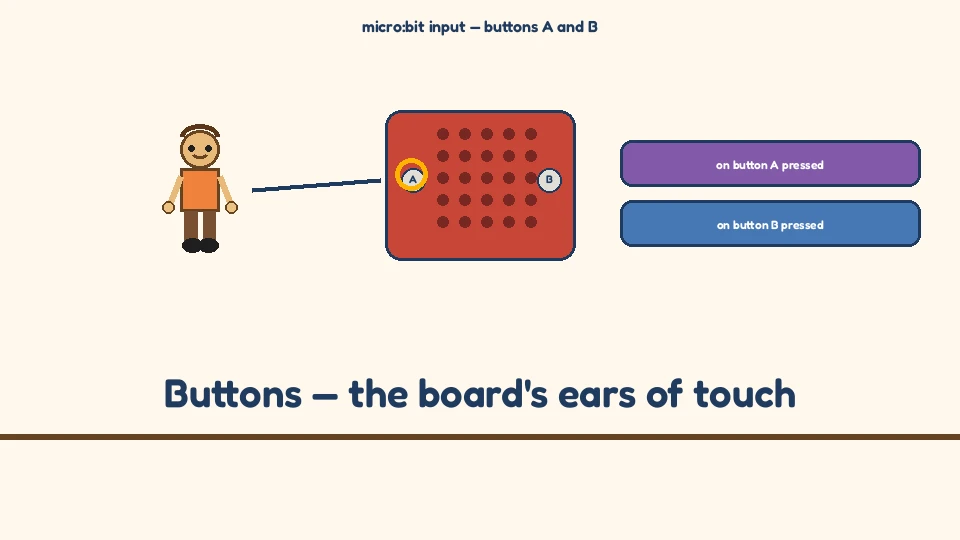 micro:bit input — buttons A and B
A
B
on button A pressed
on button B pressed
Buttons — the board's ears of touch